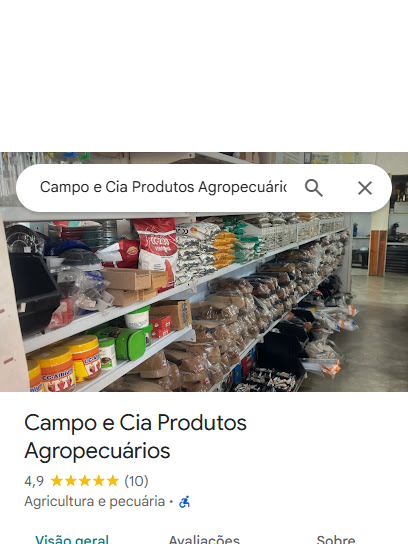 Campo e Cia Produtos Agropecuário
Campo e Cia Produtos
Agropecuários
4,9 ★★★★★ (10)
Agricultura e pecuária ·
Visão geral Avaliações Sobre